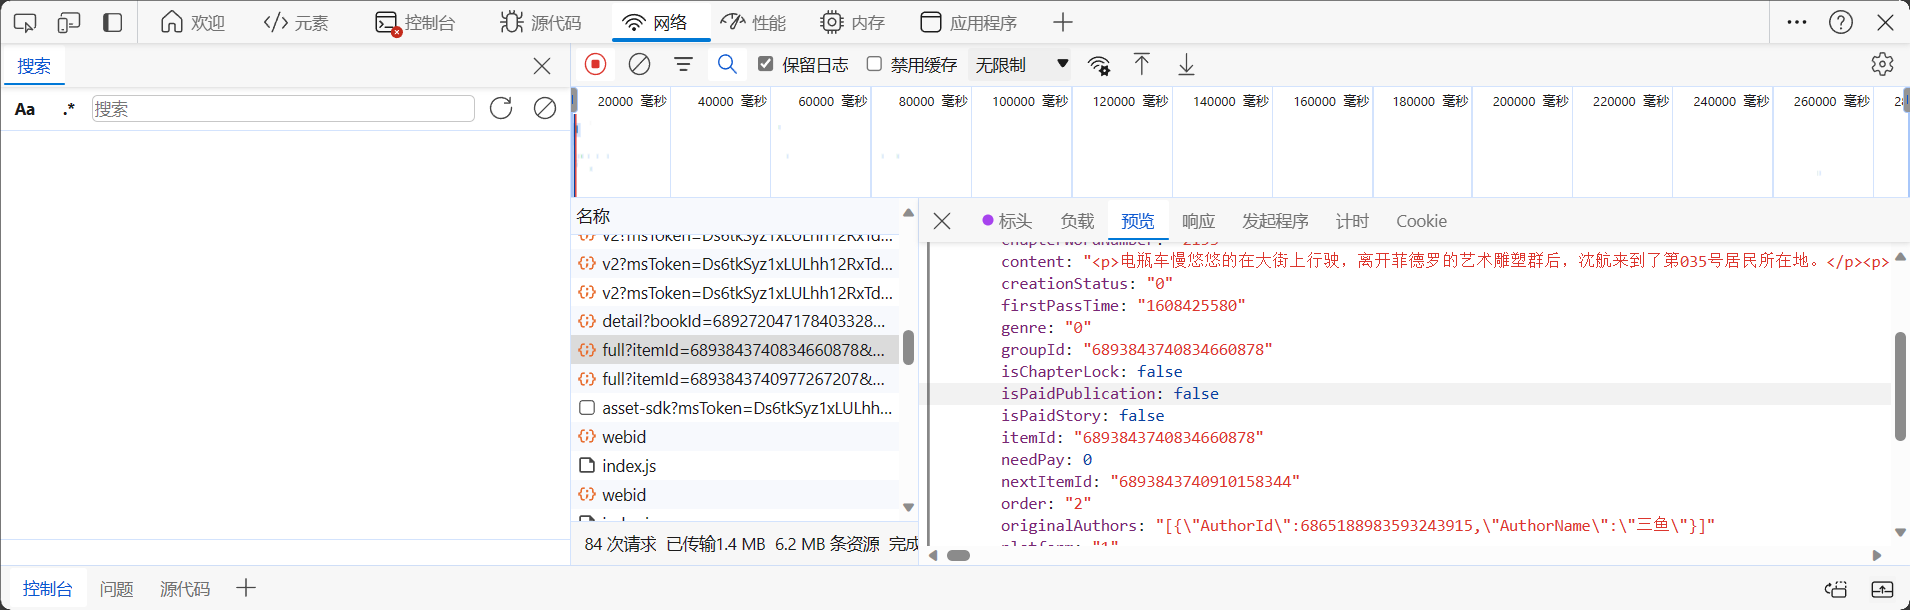 欢迎
元素
控制台
源代码
网络
性能
内存
应用程序
搜索
保留日志
禁用缓存
无限制
Aa
.*
搜索
20000 毫秒
40000 毫秒
60000 毫秒
80000 毫秒
100000 毫秒
120000 毫秒
140000 毫秒
160000 毫秒
180000 毫秒
200000 毫秒
220000 毫秒
240000 毫秒
260000 毫秒
名称
v2?msToken=Ds6tkSyz1xLULhh12RxTd...
v2?msToken=Ds6tkSyz1xLULhh12RxTd...
v2?msToken=Ds6tkSyz1xLULhh12RxTd...
detail?bookId=689272047178403328...
full?itemId=6893843740834660878&...
full?itemId=6893843740977267207&...
asset-sdk?msToken=Ds6tkSyz1xLULhh...
webid
index.js
webid
84 次请求
已传输1.4 MB
6.2 MB 条资源
完成
标头
负载
预览
响应
发起程序
计时
Cookie
chapterWordNumber: "2193"
content: "<p>电瓶车慢悠悠的在大街上行驶，离开菲德罗的艺术雕塑群后，沈航来到了第035号居民所在地。</p><p>
creationStatus: "0"
firstPassTime: "1608425580"
genre: "0"
groupId: "6893843740834660878"
isChapterLock: false
isPaidPublication: false
isPaidStory: false
itemId: "6893843740834660878"
needPay: 0
nextItemId: "6893843740910158344"
order: "2"
originalAuthors: "[{\"AuthorId\":6865188983593243915,\"AuthorName\":\"三鱼\"}]"
platform: "1"
控制台
问题
源代码